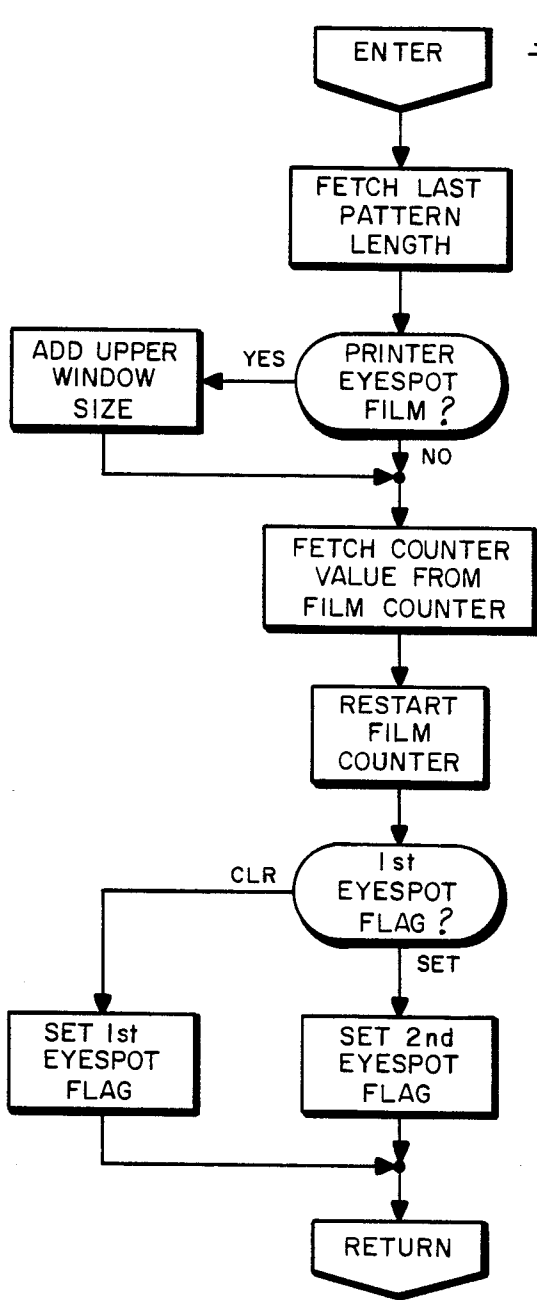 ENTER
FETCH LAST
PATTERN
LENGTH
PRINTER
EYESPOT
FILM ?
YES
ADD UPPER
WINDOW
SIZE
NO
FETCH COUNTER
VALUE FROM
FILM COUNTER
RESTART
FILM
COUNTER
1st
EYESPOT
FLAG ?
CLR
SET
SET 1st
EYESPOT
FLAG
SET 2nd
EYESPOT
FLAG
RETURN